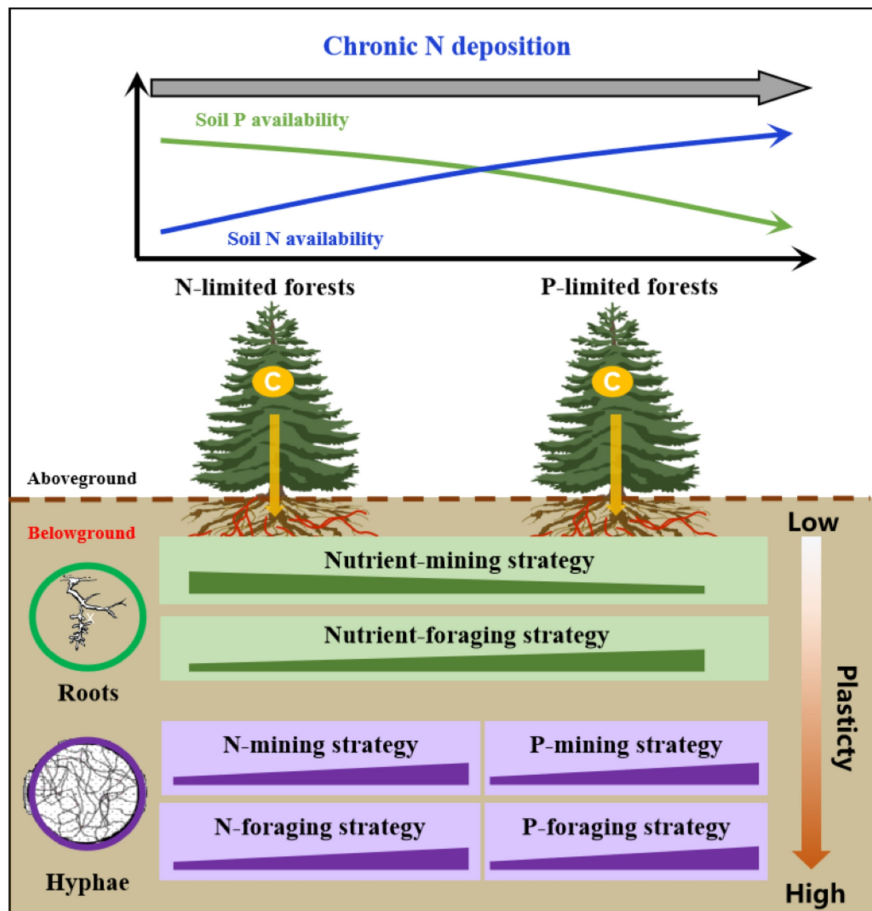 Chronic N deposition
Soil P availability
Soil N availability
N-limited forests
P-limited forests
C
C
Aboveground
Belowground
Low
Nutrient-mining strategy
Nutrient-foraging strategy
Roots
Plasticty
N-mining strategy
P-mining strategy
N-foraging strategy
P-foraging strategy
Hyphae
High